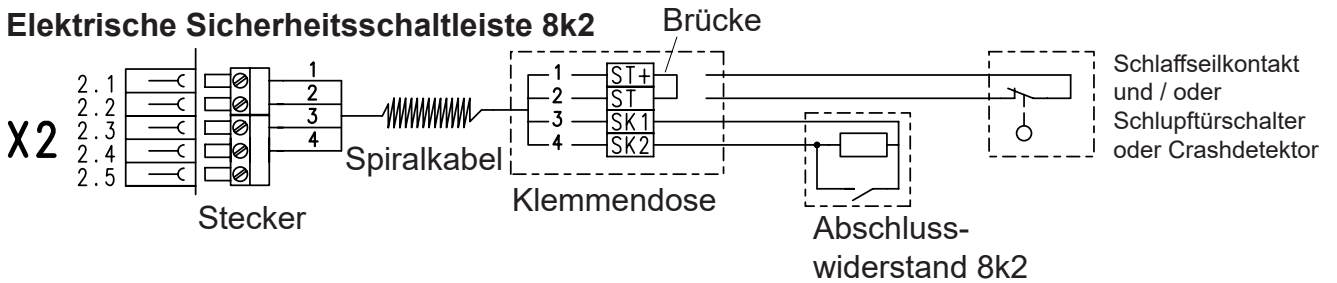 Elektrische Sicherheitsschaltleiste 8k2
Brücke
X2
2.1
2.2
2.3
2.4
2.5
1
2
3
4
Stecker
Spiralkabel
1 ST+
2 ST
3 SK1
4 SK2
Klemmendose
Abschluss-
widerstand 8k2
Schlaffseilkontakt
und / oder
Schlupftürschalter
oder Crashdetektor